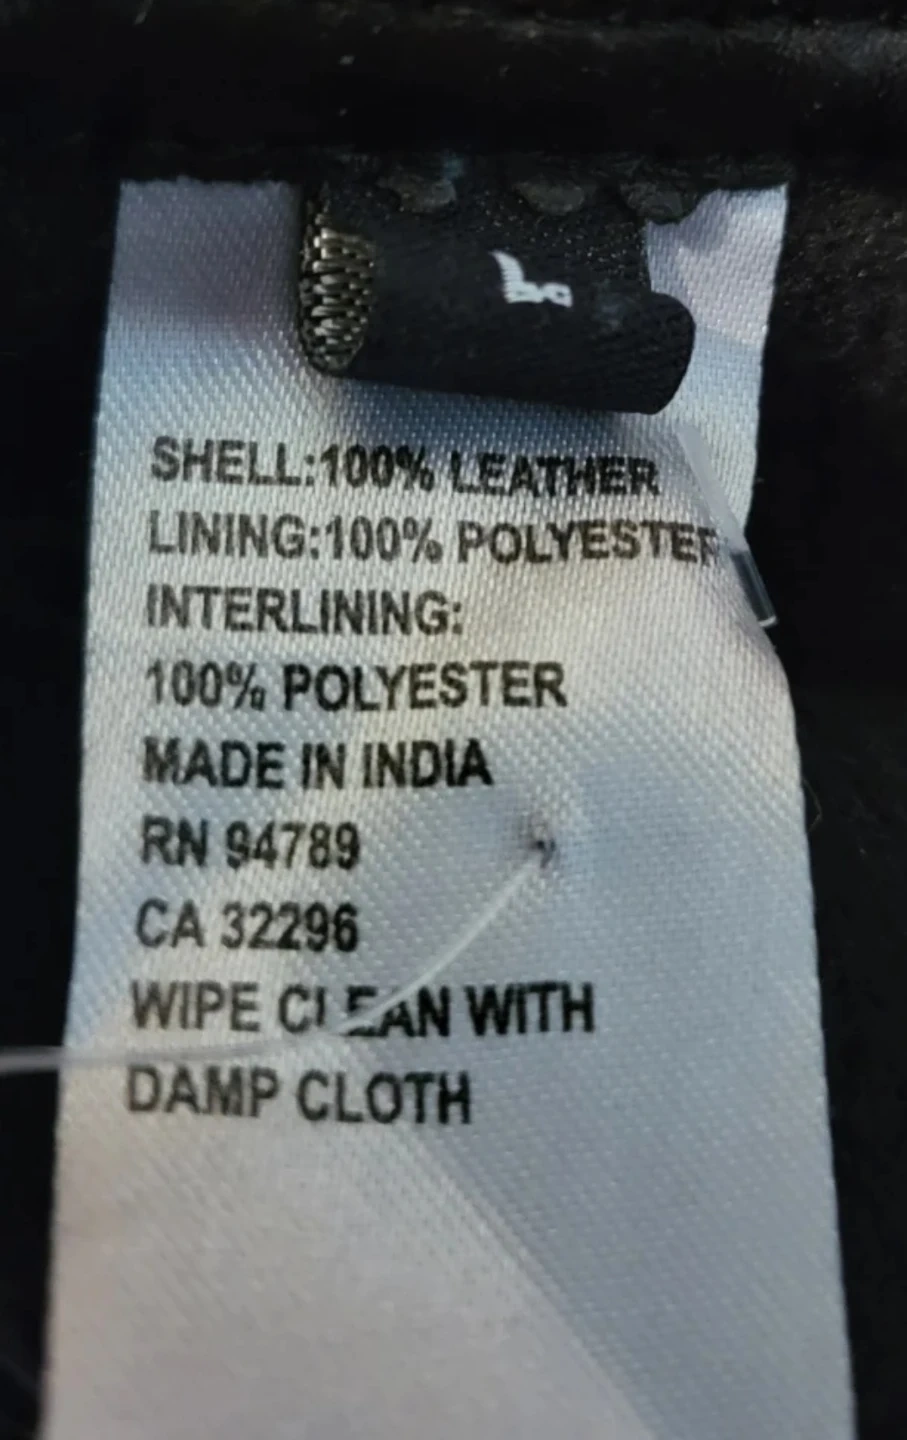 SHELL:100% LEATHER
LINING:100% POLYESTER
INTERLINING:
100% POLYESTER
MADE IN INDIA
RN 94789
CA 32296
WIPE CLEAN WITH
DAMP CLOTH